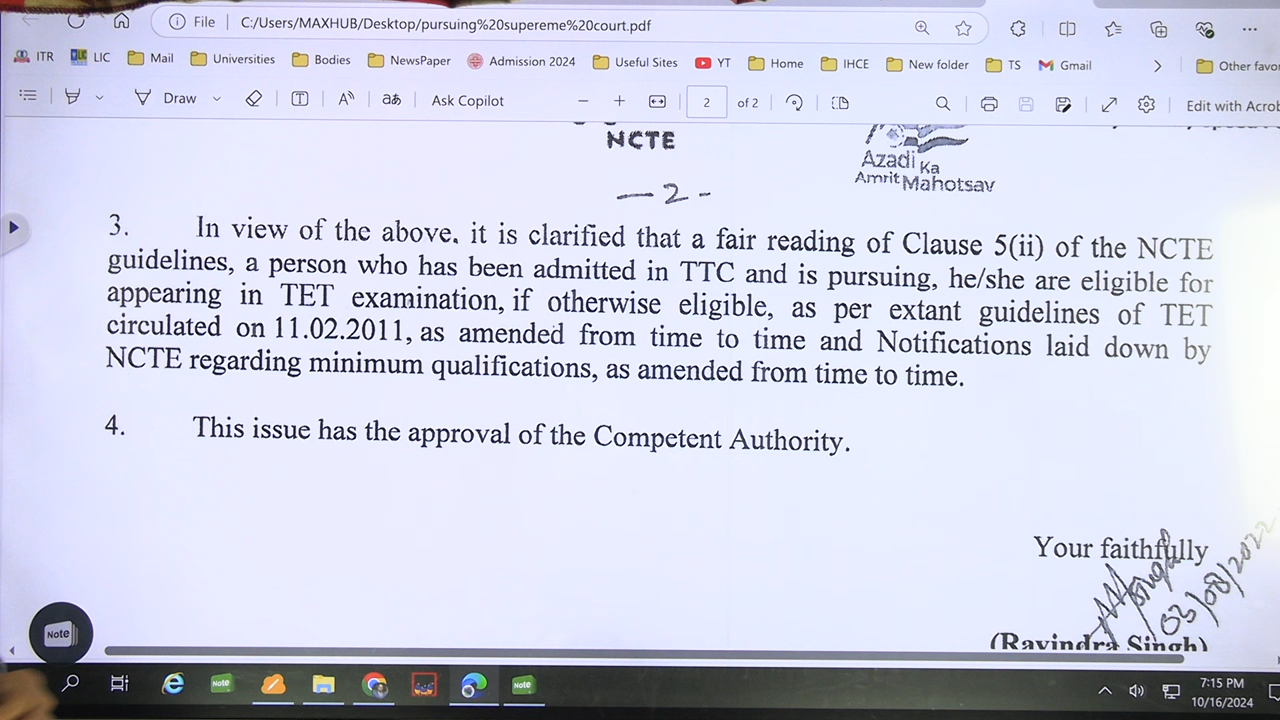 File C:/Users/MAXHUB/Desktop/pursuing%20supereme%20court.pdf
ITR LIC Mail Universities Bodies NewsPaper Admission 2024 Useful Sites YT Home IHCE New folder TS Gmail Other favor
Draw aあ Ask Copilot 2 of 2 Edit with Acrob
NCTE
Azadi Ka
Amrit Mahotsav
-2-
3. In view of the above, it is clarified that a fair reading of Clause 5(ii) of the NCTE
guidelines, a person who has been admitted in TTC and is pursuing, he/she are eligible for
appearing in TET examination, if otherwise eligible, as per extant guidelines of TET
circulated on 11.02.2011, as amended from time to time and Notifications laid down by
NCTE regarding minimum qualifications, as amended from time to time.
4. This issue has the approval of the Competent Authority.
Your faithfully
03/08/2022
(Ravindra Singh)
Note
Note Note
7:15 PM
10/16/2024